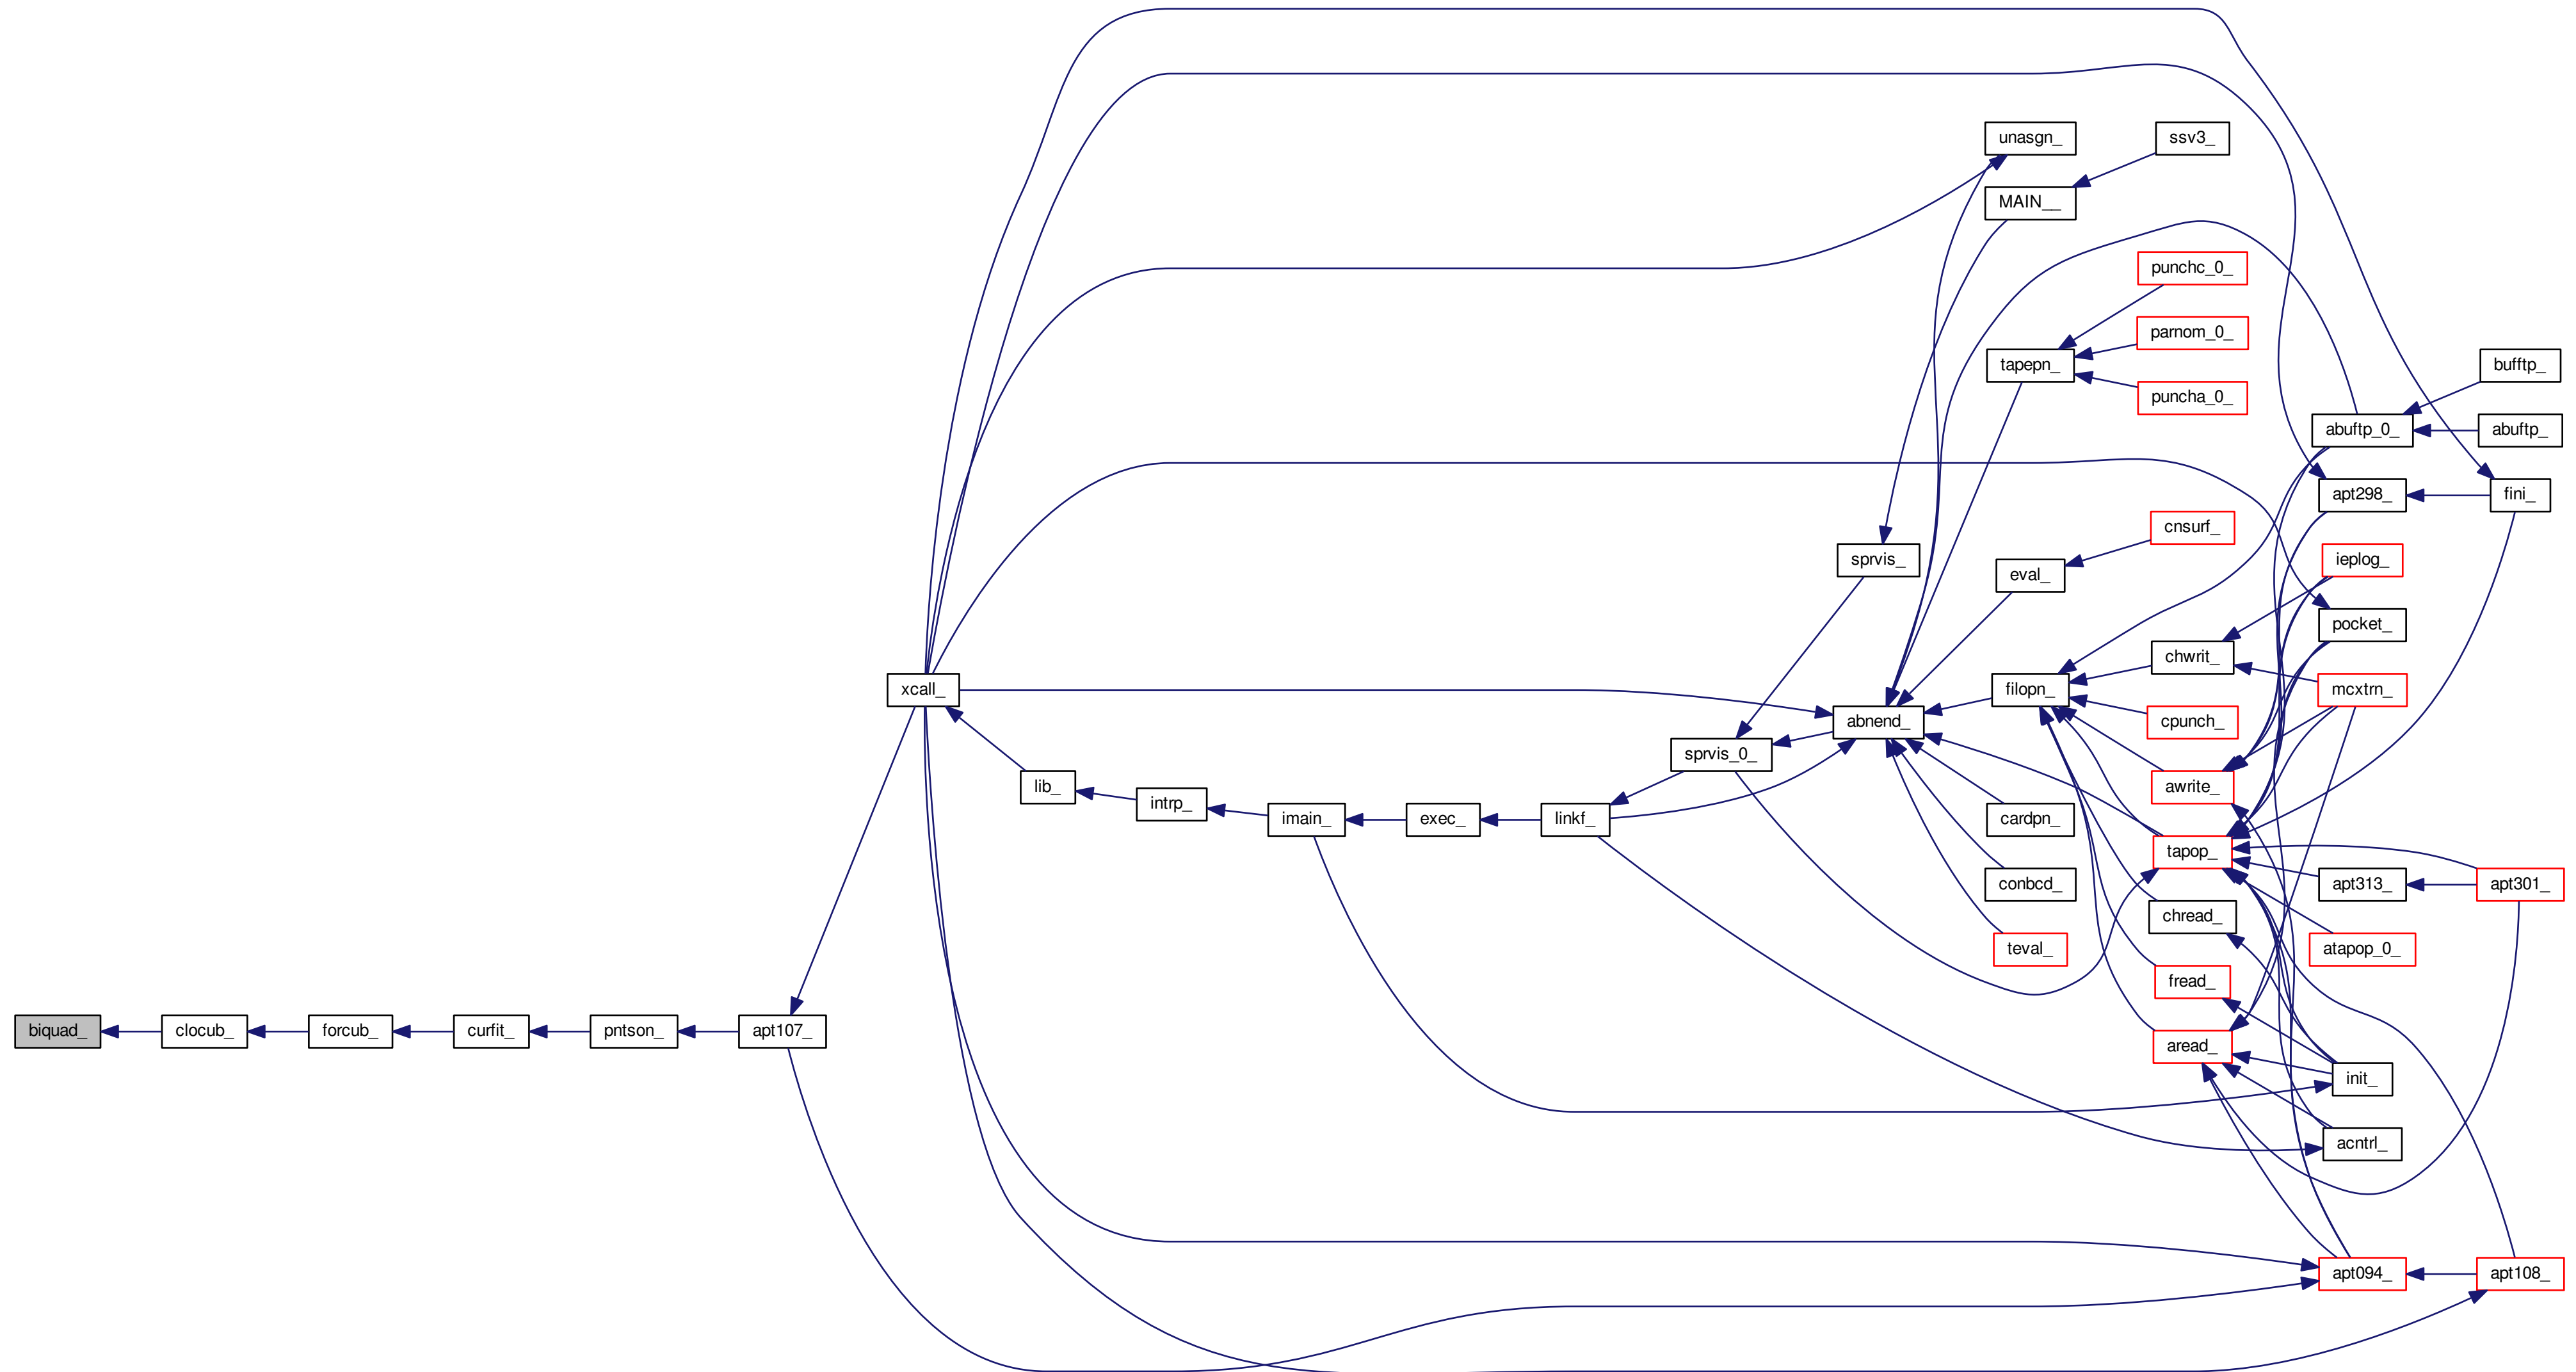 biquad_
clocub_
forcub_
curfit_
pntson_
apt107_
xcall_
lib_
intrp_
imain_
exec_
linkf_
sprvis_0_
sprvis_
abnend_
unasgn_
MAIN__
ssv3_
tapepn_
punchc_0_
parnom_0_
puncha_0_
eval_
cnsurf_
filopn_
cardpn_
conbcd_
teval_
chwrit_
cpunch_
awrite_
tapop_
chread_
fread_
aread_
abuftp_0_
bufftp_
abuftp_
apt298_
fini_
ieplog_
pocket_
mcxtrn_
apt313_
apt301_
atapop_0_
init_
acntrl_
apt094_
apt108_